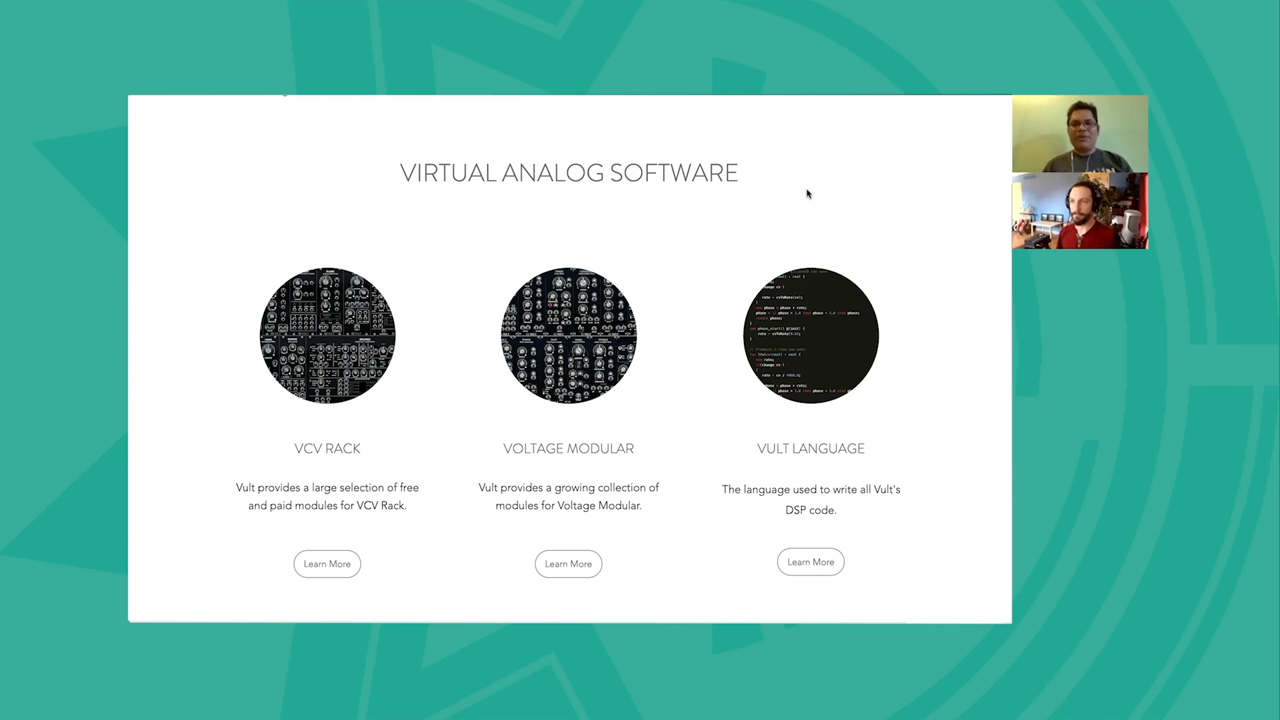 VIRTUAL ANALOG SOFTWARE
VCV RACK
Vult provides a large selection of free
and paid modules for VCV Rack.
Learn More
VOLTAGE MODULAR
Vult provides a growing collection of
modules for Voltage Modular.
Learn More
VULT LANGUAGE
The language used to write all Vult's
DSP code.
Learn More